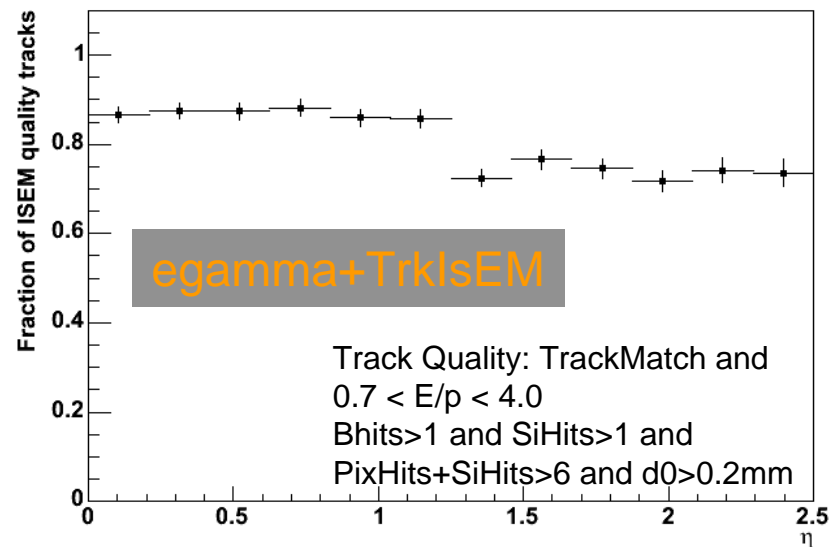 Fraction of ISEM quality tracks
1
0.8
0.6
0.4
0.2
0
egamma+TrkIsEM
Track Quality: TrackMatch and
0.7 < E/p < 4.0
Bhits>1 and SiHits>1 and
PixHits+SiHits>6 and d0>0.2mm
0 0.5 1 1.5 2 2.5
η